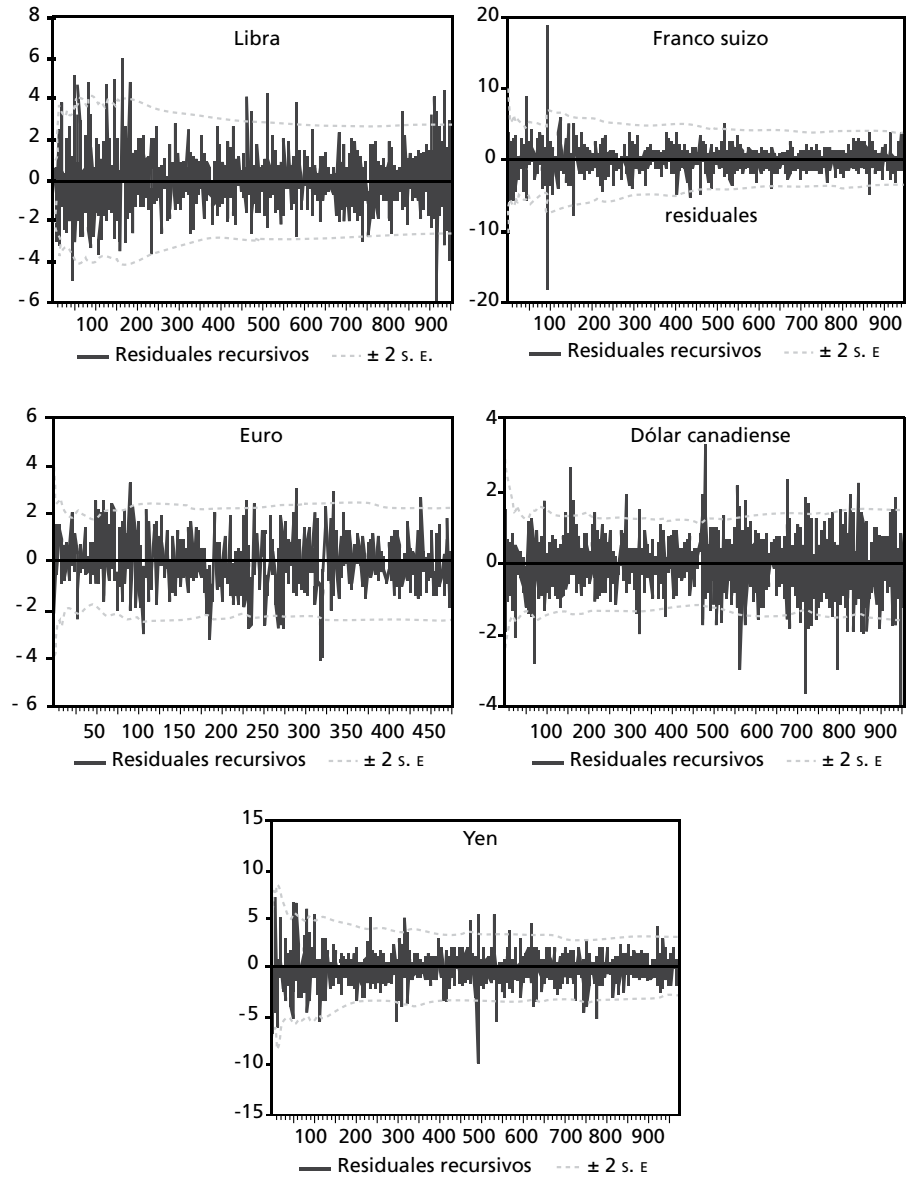 Libra
8
6
4
2
0
-2
-4
-6
100 200 300 400 500 600 700 800 900
Residuales recursivos ± 2 S. E.
Franco suizo
20
10
0
residuales
-10
-20
100 200 300 400 500 600 700 800 900
Residuales recursivos ± 2 S. E
Euro
6
4
2
0
-2
-4
-6
50 100 150 200 250 300 350 400 450
Residuales recursivos ± 2 S. E
Dólar canadiense
4
2
0
-2
-4
100 200 300 400 500 600 700 800 900
Residuales recursivos ± 2 S. E
Yen
15
10
5
0
-5
-10
-15
100 200 300 400 500 600 700 800 900
Residuales recursivos ± 2 S. E